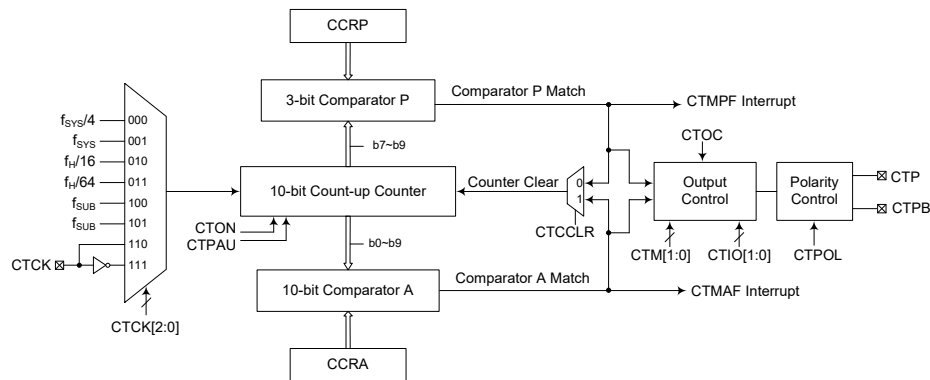 CCRP
3-bit Comparator P
Comparator P Match
CTMPF Interrupt
b7~b9
fSYS/4
000
fSYS
001
fH/16
010
fH/64
011
fSUB
100
fSUB
101
110
CTCK
111
CTCK[2:0]
10-bit Count-up Counter
Counter Clear
0
1
CTCCLR
CTOC
Output
Control
CTM[1:0]
CTIO[1:0]
Polarity
Control
CTPOL
CTP
CTPB
CTON
CTPAU
b0~b9
10-bit Comparator A
Comparator A Match
CTMAF Interrupt
CCRA